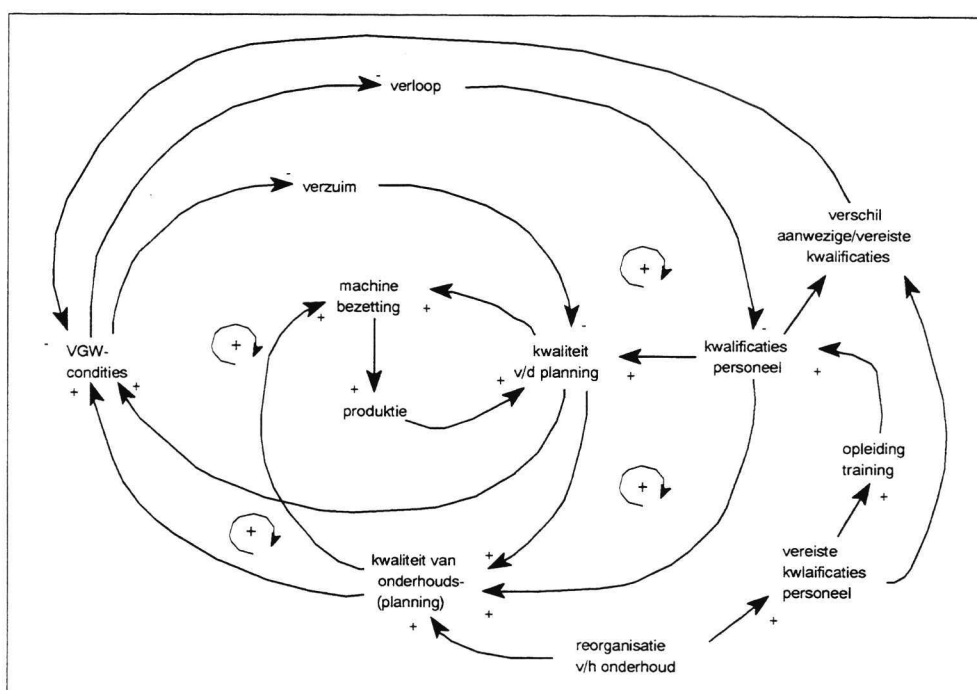 verloop
verzuim
verschil
aanwezige/vereiste
kwalificaties
machine
bezetting
VGW-
condities
kwaliteit
v/d planning
kwalificaties
personeel
produktie
opleiding
training
kwaliteit van
onderhouds-
(planning)
vereiste
kwlaificaties
personeel
reorganisatie
v/h onderhoud